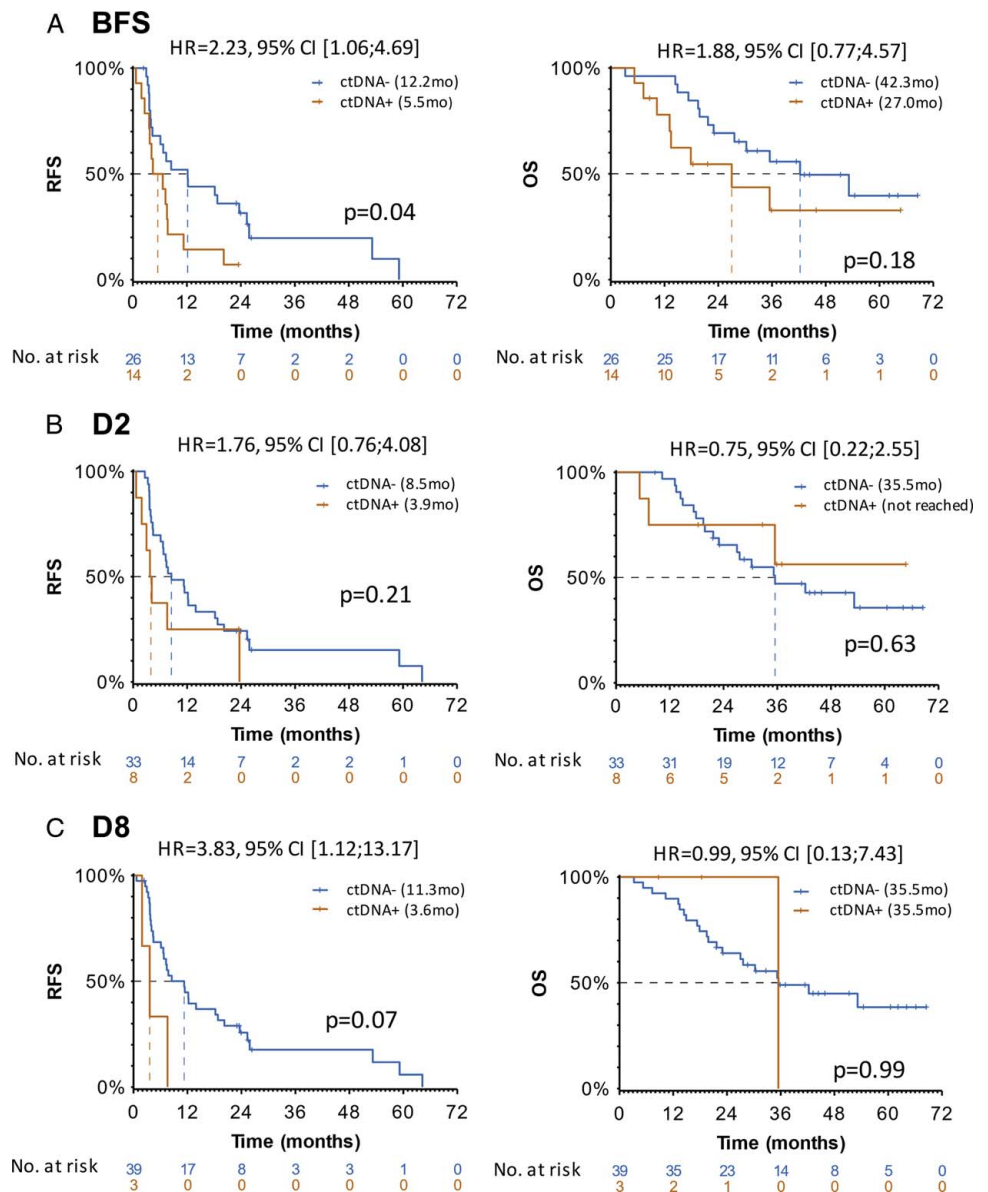 A BFS
HR=2.23, 95% CI [1.06;4.69]
100%
50%
0%
RFS
ctDNA- (12.2mo)
ctDNA+ (5.5mo)
p=0.04
0 12 24 36 48 60 72
Time (months)
No. at risk
26 13 7 2 2 0 0
14 2 0 0 0 0 0
HR=1.88, 95% CI [0.77;4.57]
100%
50%
0%
OS
ctDNA- (42.3mo)
ctDNA+ (27.0mo)
p=0.18
0 12 24 36 48 60 72
Time (months)
No. at risk
26 25 17 11 6 3 0
14 10 5 2 1 1 0
B D2
HR=1.76, 95% CI [0.76;4.08]
100%
50%
0%
RFS
ctDNA- (8.5mo)
ctDNA+ (3.9mo)
p=0.21
0 12 24 36 48 60 72
Time (months)
No. at risk
33 14 7 2 2 1 0
8 2 0 0 0 0 0
HR=0.75, 95% CI [0.22;2.55]
100%
50%
0%
OS
ctDNA- (35.5mo)
ctDNA+ (not reached)
p=0.63
0 12 24 36 48 60 72
Time (months)
No. at risk
33 31 19 12 7 4 0
8 6 5 2 1 1 0
C D8
HR=3.83, 95% CI [1.12;13.17]
100%
50%
0%
RFS
ctDNA- (11.3mo)
ctDNA+ (3.6mo)
p=0.07
0 12 24 36 48 60 72
Time (months)
No. at risk
39 17 8 3 3 1 0
3 0 0 0 0 0 0
HR=0.99, 95% CI [0.13;7.43]
100%
50%
0%
OS
ctDNA- (35.5mo)
ctDNA+ (35.5mo)
p=0.99
0 12 24 36 48 60 72
Time (months)
No. at risk
39 35 23 14 8 5 0
3 2 1 0 0 0 0